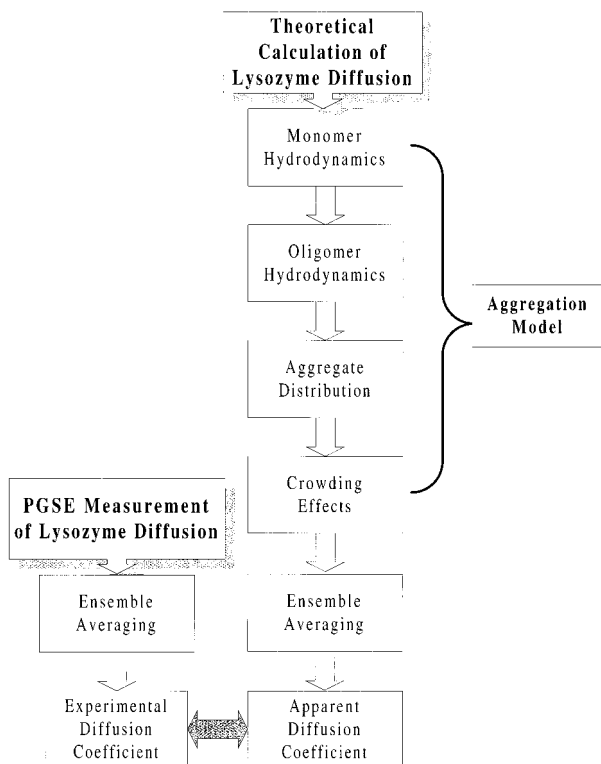 Theoretical
Calculation of
Lysozyme Diffusion
Monomer
Hydrodynamics
Oligomer
Hydrodynamics
Aggregation
Model
Aggregate
Distribution
Crowding
Effects
PGSE Measurement
of Lysozyme Diffusion
Ensemble
Averaging
Ensemble
Averaging
Experimental
Diffusion
Coefficient
Apparent
Diffusion
Coefficient